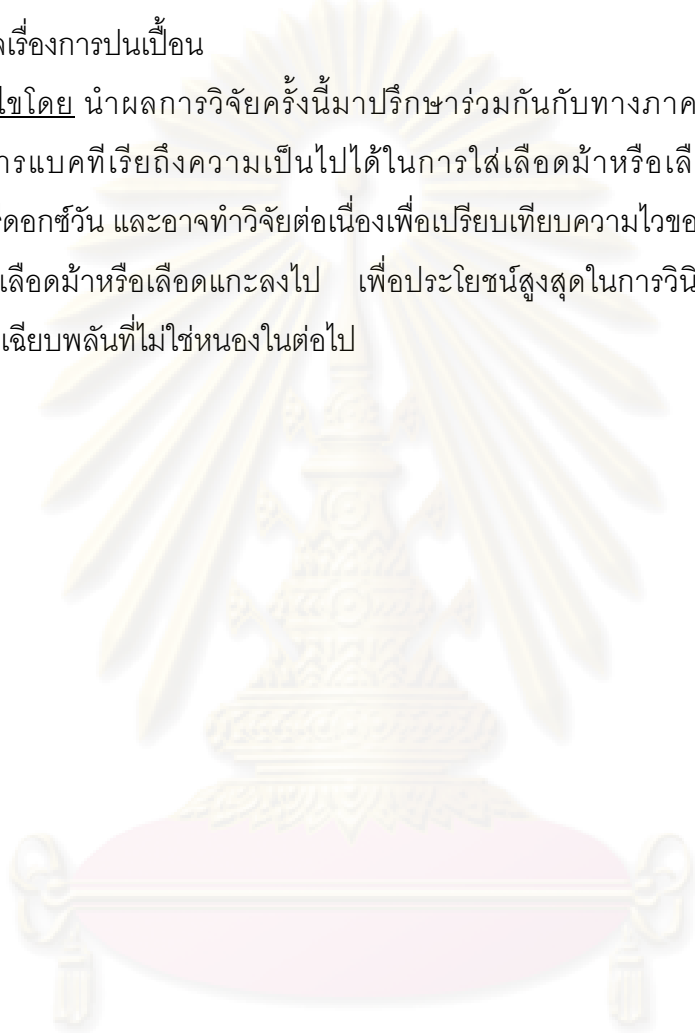 ลเรื่องการปนเปื้อน
ไขโดย นำผลการวิจัยครั้งนี้มาปรึกษาร่วมกันกับทางภาค
ารแบคทีเรียถึงความเป็นไปได้ในการใส่เลือดม้าหรือเลื
ดอกซ์วัน และอาจทำวิจัยต่อเนื่องเพื่อเปรียบเทียบความไวขอ
เลือดม้าหรือเลือดแกะลงไป เพื่อประโยชน์สูงสุดในการวินิ
เฉียบพลันที่ไม่ใช่หนองในต่อไป